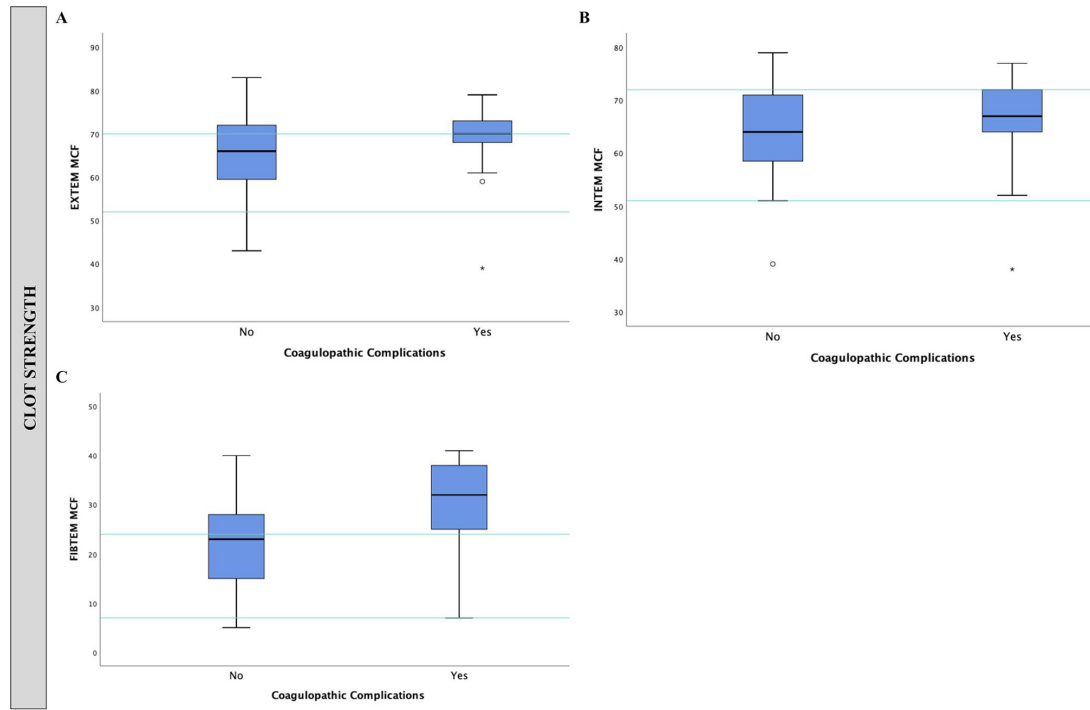 CLOT STRENGTH
A
90
80
70
60
50
40
30
EXTEM MCF
No
Yes
Coagulopathic Complications
B
80
70
60
50
40
30
INTEM MCF
No
Yes
Coagulopathic Complications
C
50
40
30
20
10
0
FIBTEM MCF
No
Yes
Coagulopathic Complications